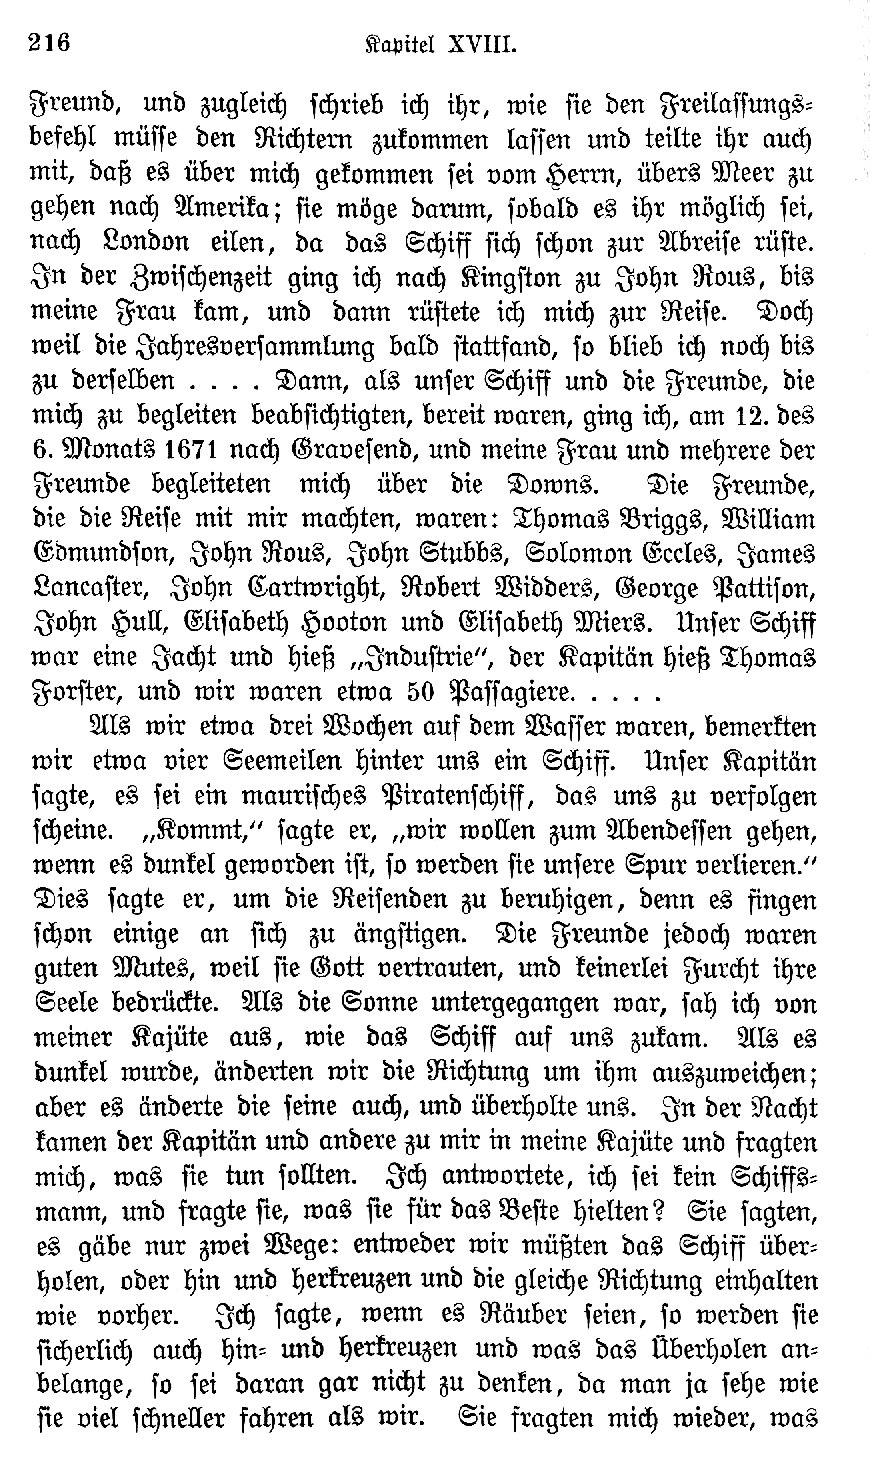 216 Kapitel XVIII.
Freund, und zugleich schrieb ich ihr, wie sie den Freilassungs-
befehl müsse den Richtern zukommen lassen und teilte ihr auch
mit, daß es über mich gekommen sei vom Herrn, übers Meer zu
gehen nach Amerika; sie möge darum, sobald es ihr möglich sei,
nach London eilen, da das Schiff sich schon zur Abreise rüste.
In der Zwischenzeit ging ich nach Kingston zu John Rous, bis
meine Frau kam, und dann rüstete ich mich zur Reise. Doch
weil die Jahresversammlung bald stattfand, so blieb ich noch bis
zu derselben . . . . Dann, als unser Schiff und die Freunde, die
mich zu begleiten beabsichtigten, bereit waren, ging ich, am 12. des
6. Monats 1671 nach Gravesend, und meine Frau und mehrere der
Freunde begleiteten mich über die Downs. Die Freunde,
die die Reise mit mir machten, waren: Thomas Briggs, William
Edmundson, John Rous, John Stubbs, Solomon Eccles, James
Lancaster, John Cartwright, Robert Widders, George Pattison,
John Hull, Elisabeth Hooton und Elisabeth Miers. Unser Schiff
war eine Jacht und hieß „Industrie“, der Kapitän hieß Thomas
Forster, und wir waren etwa 50 Passagiere. . . . .
Als wir etwa drei Wochen auf dem Wasser waren, bemerkten
wir etwa vier Seemeilen hinter uns ein Schiff. Unser Kapitän
sagte, es sei ein maurisches Piratenschiff, das uns zu verfolgen
scheine. „Kommt,“ sagte er, „wir wollen zum Abendessen gehen,
wenn es dunkel geworden ist, so werden sie unsere Spur verlieren.“
Dies sagte er, um die Reisenden zu beruhigen, denn es fingen
schon einige an sich zu ängstigen. Die Freunde jedoch waren
guten Mutes, weil sie Gott vertrauten, und keinerlei Furcht ihre
Seele bedrückte. Als die Sonne untergegangen war, sah ich von
meiner Kajüte aus, wie das Schiff auf uns zukam. Als es
dunkel wurde, änderten wir die Richtung um ihm auszuweichen;
aber es änderte die seine auch, und überholte uns. In der Nacht
kamen der Kapitän und andere zu mir in meine Kajüte und fragten
mich, was sie tun sollten. Ich antwortete, ich sei kein Schiffs-
mann, und fragte sie, was sie für das Beste hielten? Sie sagten,
es gäbe nur zwei Wege: entweder wir müßten das Schiff über-
holen, oder hin und herkreuzen und die gleiche Richtung einhalten
wie vorher. Ich sagte, wenn es Räuber seien, so werden sie
sicherlich auch hin- und herkreuzen und was das Überholen an-
belange, so sei daran gar nicht zu denken, da man ja sehe wie
sie viel schneller fahren als wir. Sie fragten mich wieder, was